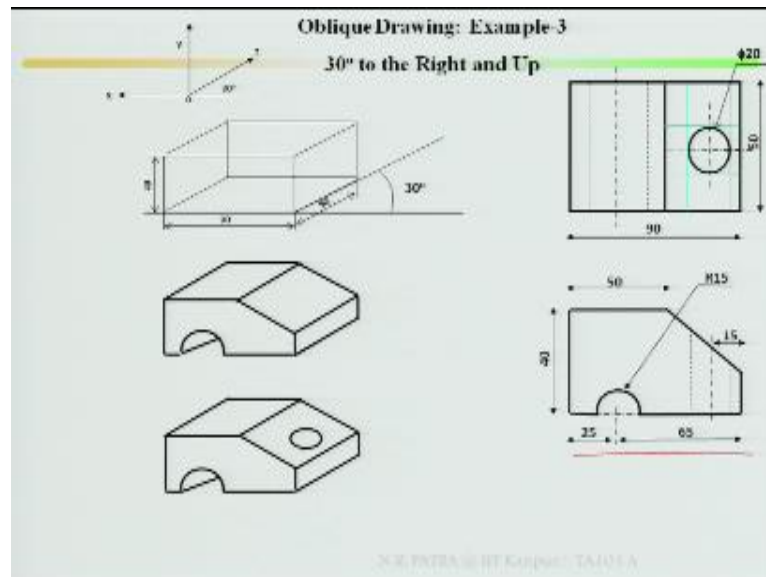 Oblique Drawing: Example-3
30° to the Right and Up
Y
X
O
30°
ϕ20
50
90
50
R15
15
40
25
65